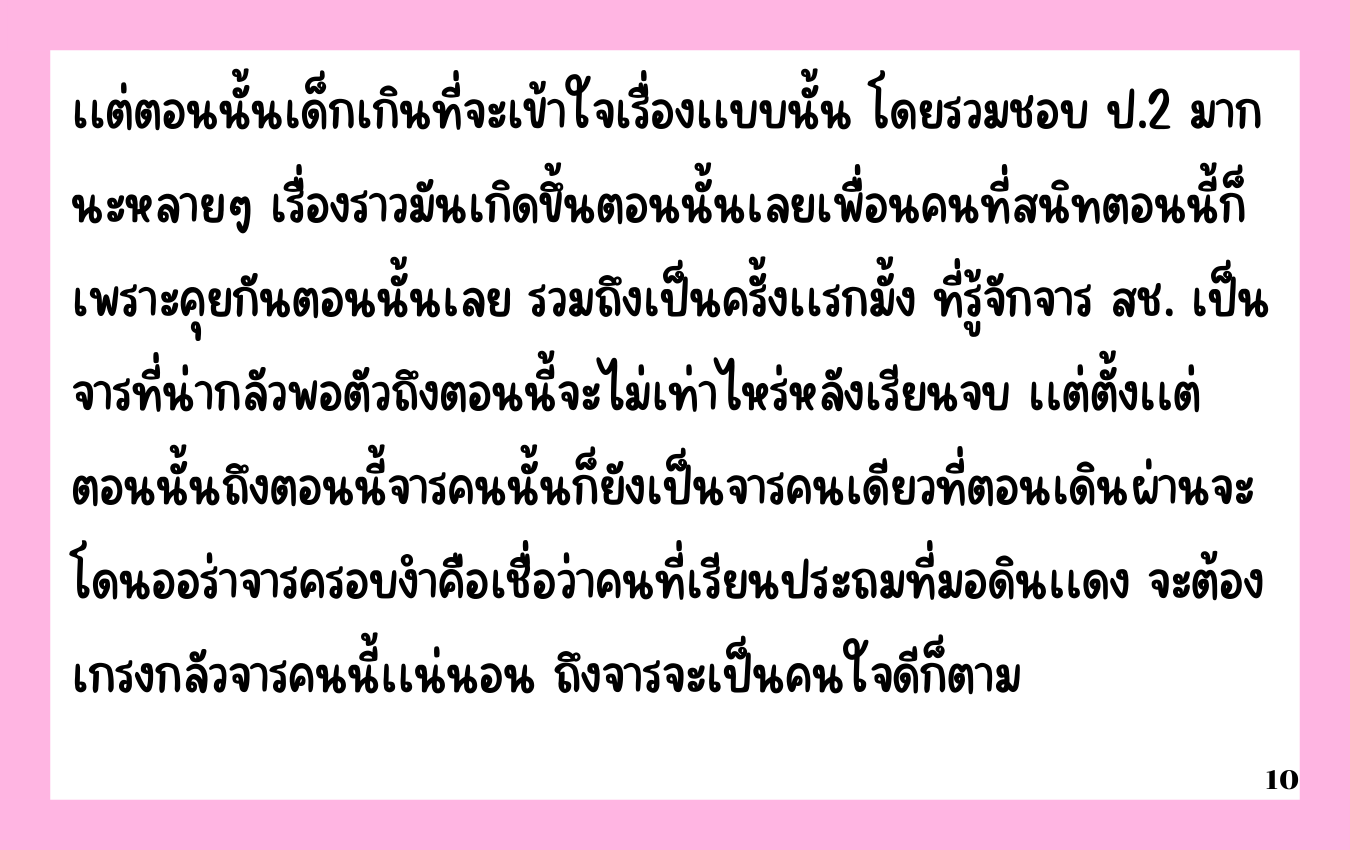 แต่ตอนนั้นเด็กเกินที่จะเข้าใจเรื่องแบบนั้น โดยรวมชอบ ป.2 มาก
นะหลายๆ เรื่องราวมันเกิดขึ้นตอนนั้นเลยเพื่อนคนที่สนิทตอนนี้ก็
เพราะคุยกันตอนนั้นเลย รวมถึงเป็นครั้งแรกมั้ง ที่รู้จักจาร สช. เป็น
จารที่น่ากลัวพอตัวถึงตอนนี้จะไม่เท่าไหร่หลังเรียนจบ แต่ตั้งแต่
ตอนนั้นถึงตอนนี้จารคนนั้นก็ยังเป็นจารคนเดียวที่ตอนเดินผ่านจะ
โดนออร่าจารครอบงำคือเชื่อว่าคนที่เรียนประถมที่มอดินแดง จะต้อง
เกรงกลัวจารคนนี้แน่นอน ถึงจารจะเป็นคนใจดีก็ตาม
10